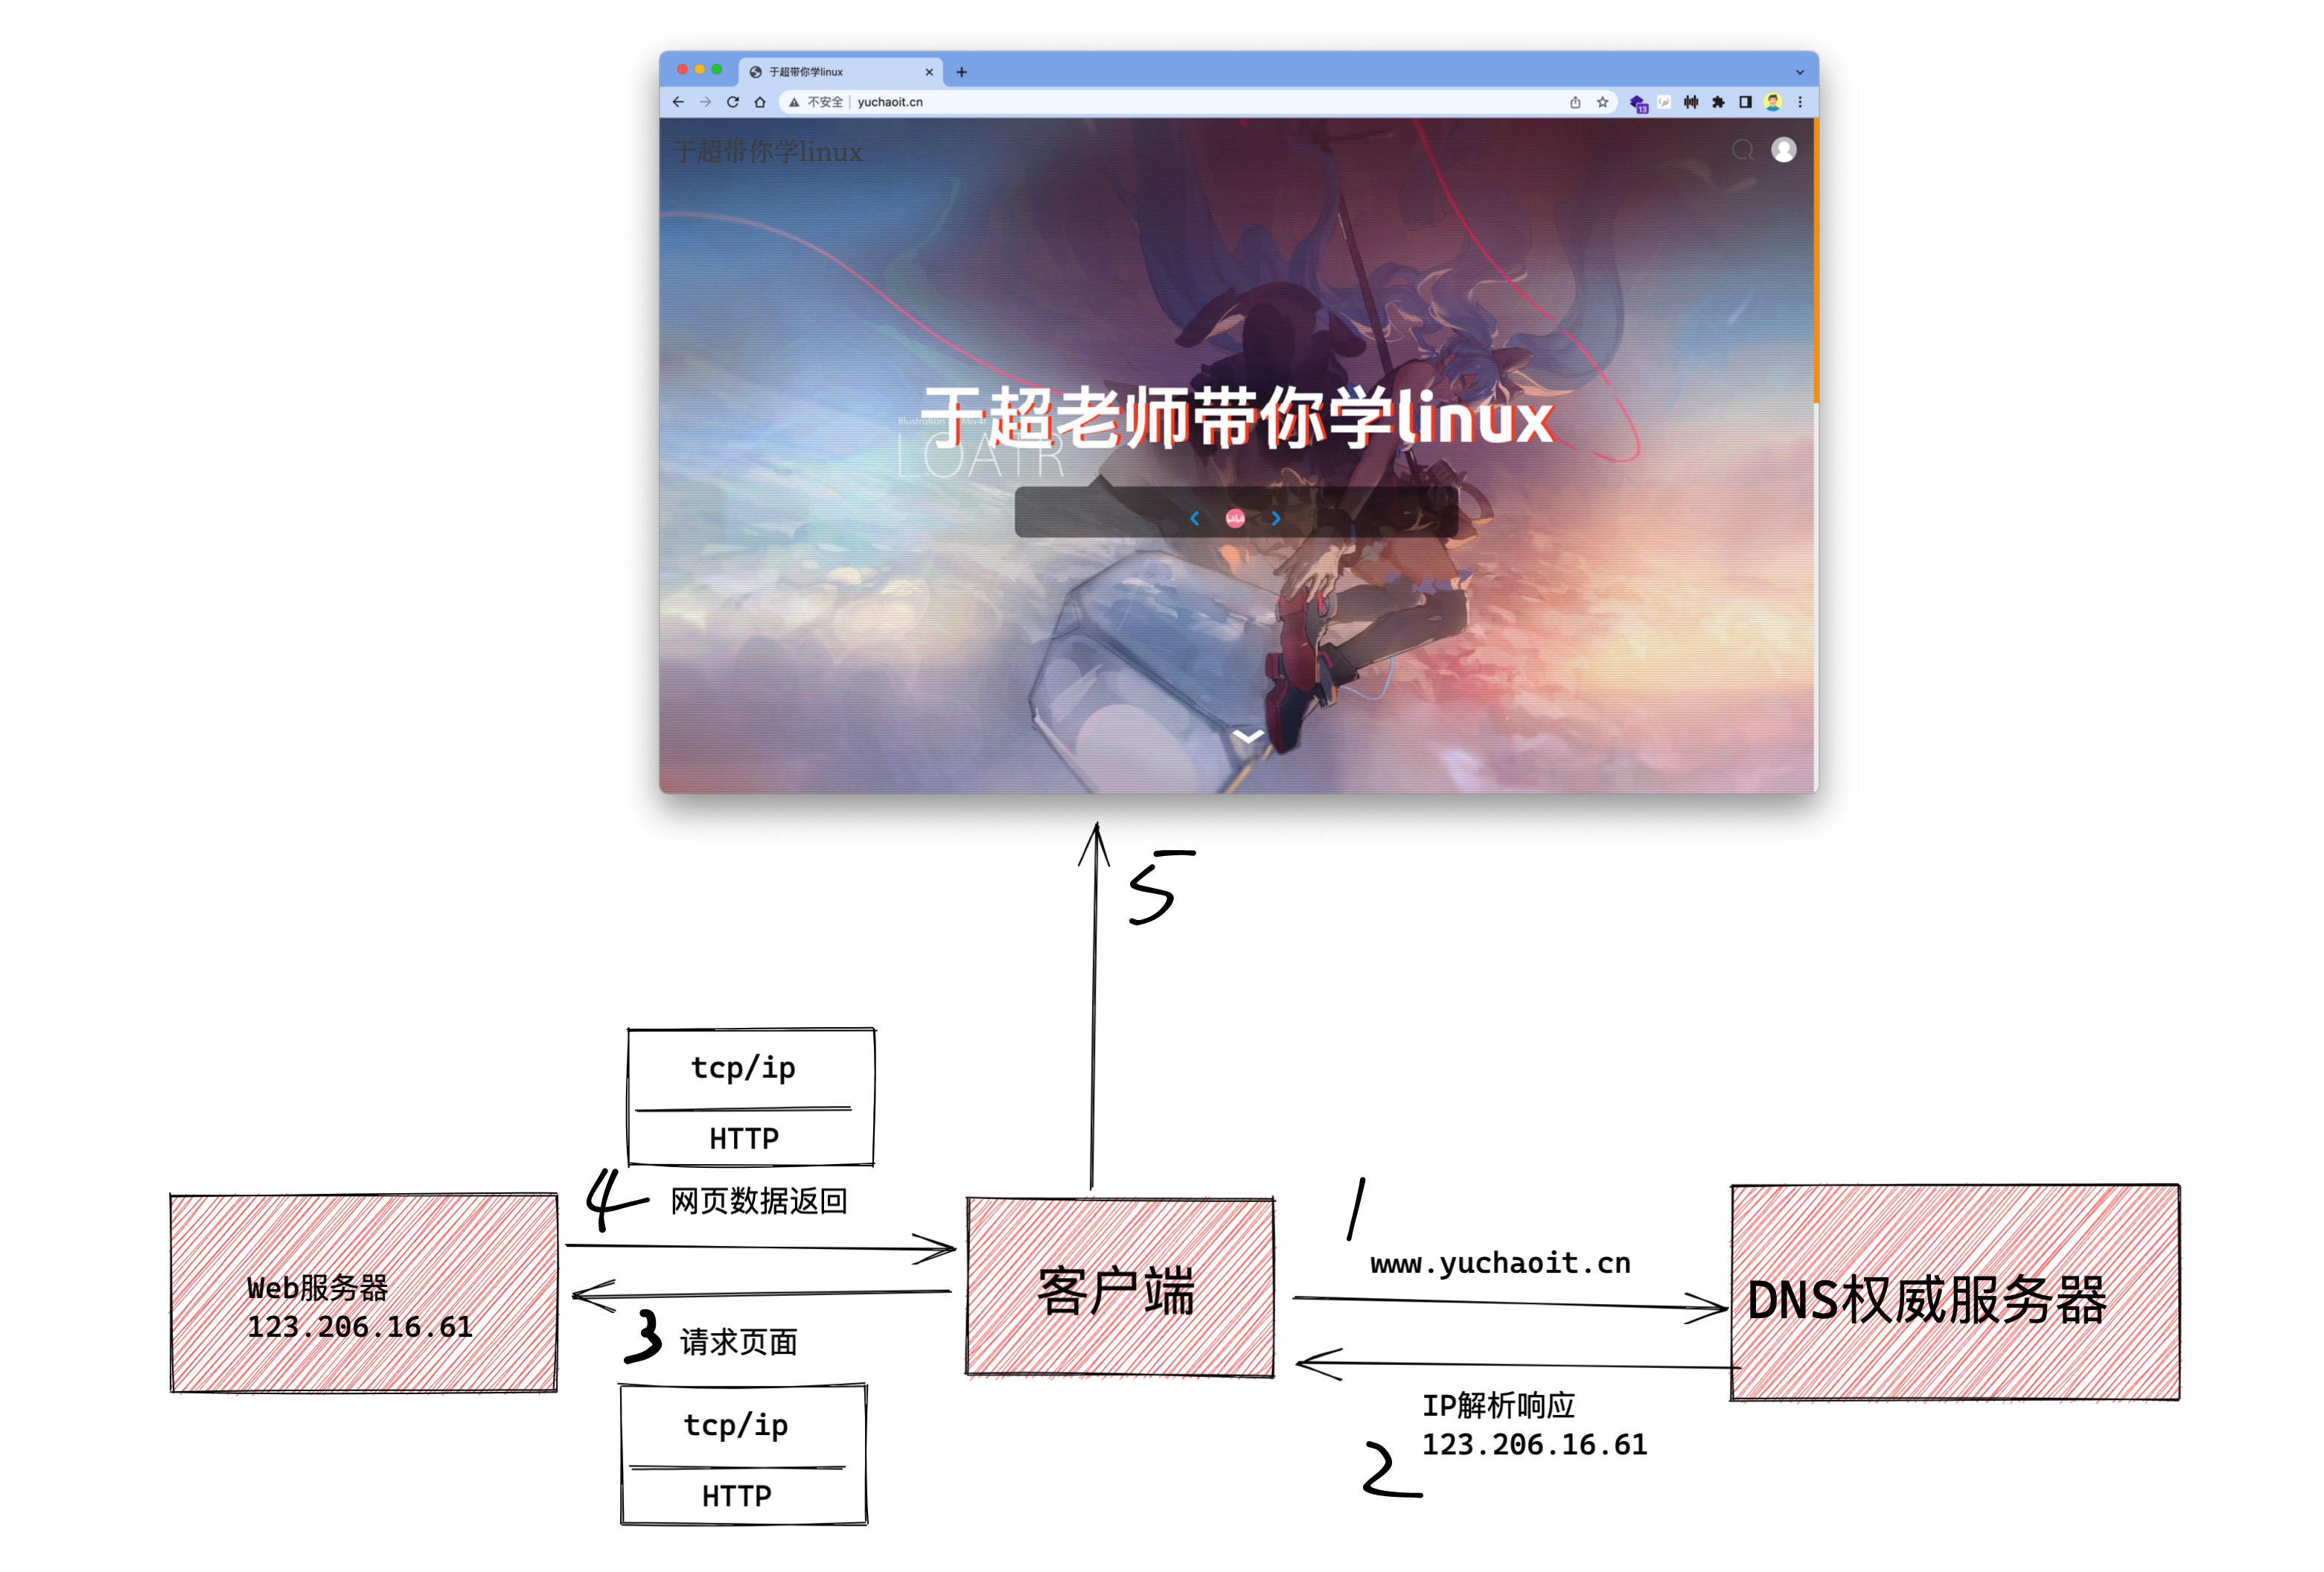 于超带你学linux
不安全 yuchaoit.cn
13
于超带你学linux
于超老师带你学linux
Illustration
LOATR
5
tcp/ip
HTTP
4 网页数据返回
1
www.yuchaoit.cn
Web服务器
123.206.16.61
客户端
DNS权威服务器
3 请求页面
tcp/ip
HTTP
IP解析响应
123.206.16.61
2